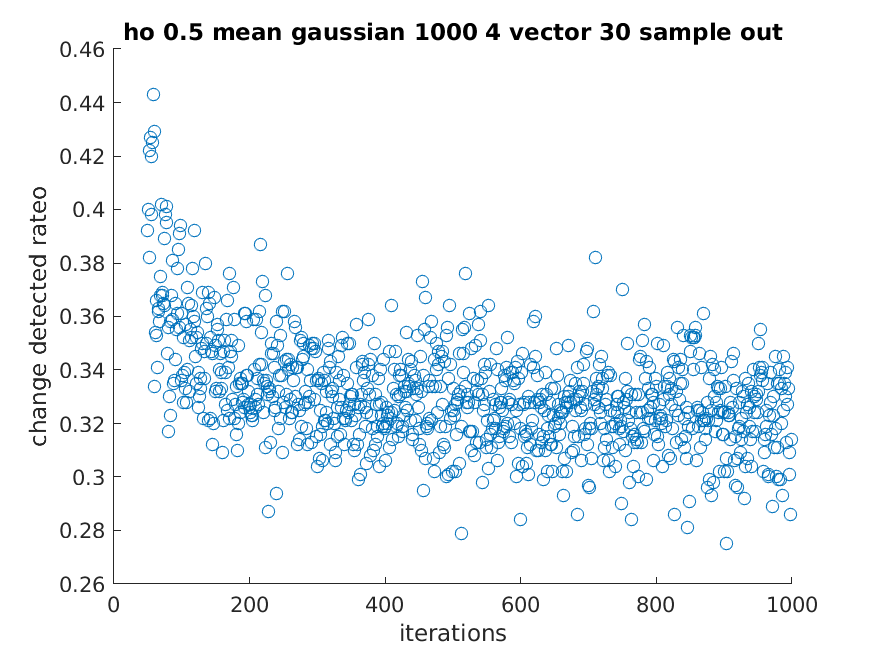 ho 0.5 mean gaussian 1000 4 vector 30 sample out
0.46
0.44
0.42
0.4
0.38
0.36
0.34
0.32
0.3
0.28
0.26
change detected rateo
0 200 400 600 800 1000
iterations